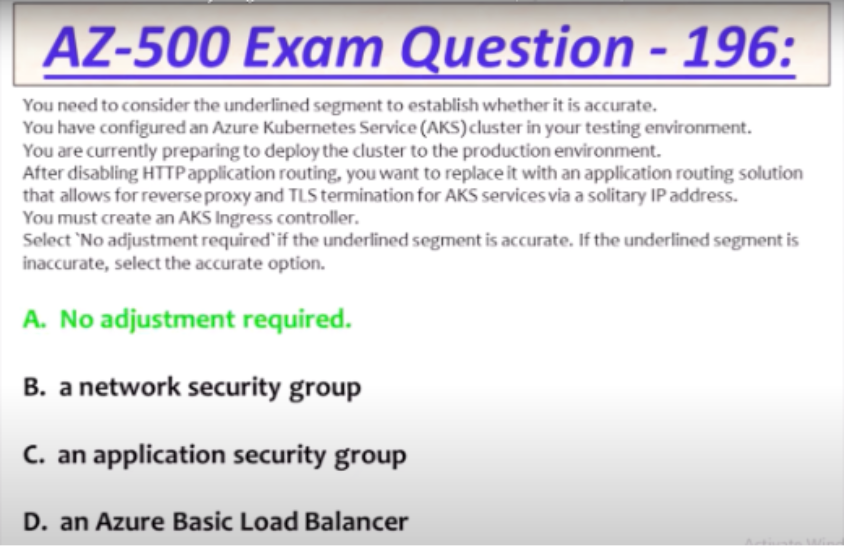 AZ-500 Exam Question - 196:
You need to consider the underlined segment to establish whether it is accurate.
You have configured an Azure Kubernetes Service (AKS) cluster in your testing environment.
You are currently preparing to deploy the cluster to the production environment.
After disabling HTTP application routing, you want to replace it with an application routing solution
that allows for reverse proxy and TLS termination for AKS services via a solitary IP address.
You must create an AKS Ingress controller.
Select `No adjustment required` if the underlined segment is accurate. If the underlined segment is
inaccurate, select the accurate option.
A. No adjustment required.
B. a network security group
C. an application security group
D. an Azure Basic Load Balancer